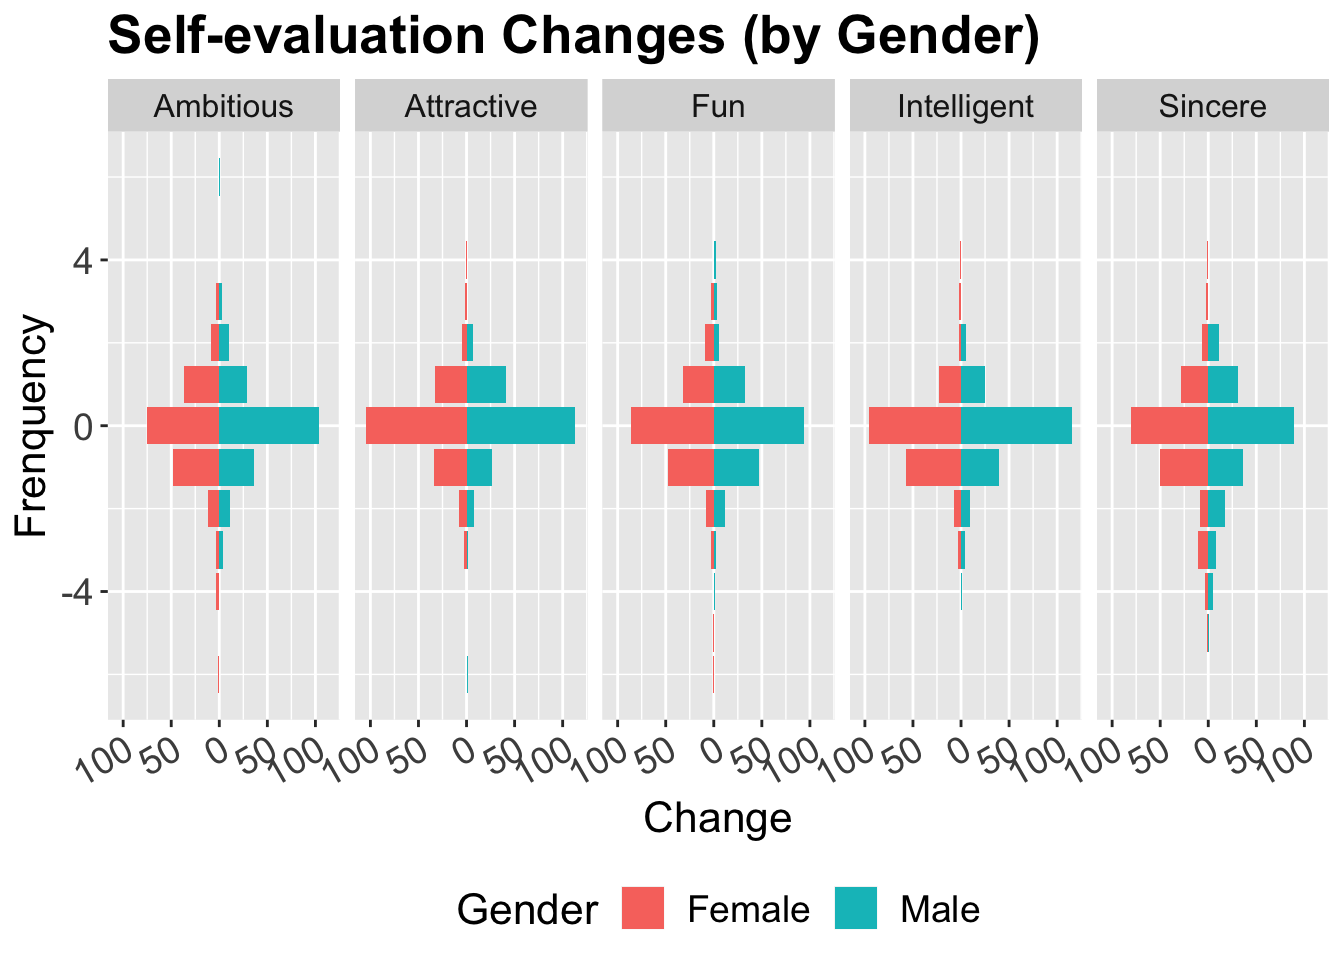 Self-evaluation Changes (by Gender)
Ambitious Attractive Fun Intelligent Sincere
4
0
-4
Frenquency
100 50 0 50 100 100 50 0 50 100 100 50 0 50 100 100 50 0 50 100 100 50 0 50 100
Change
Gender Female Male